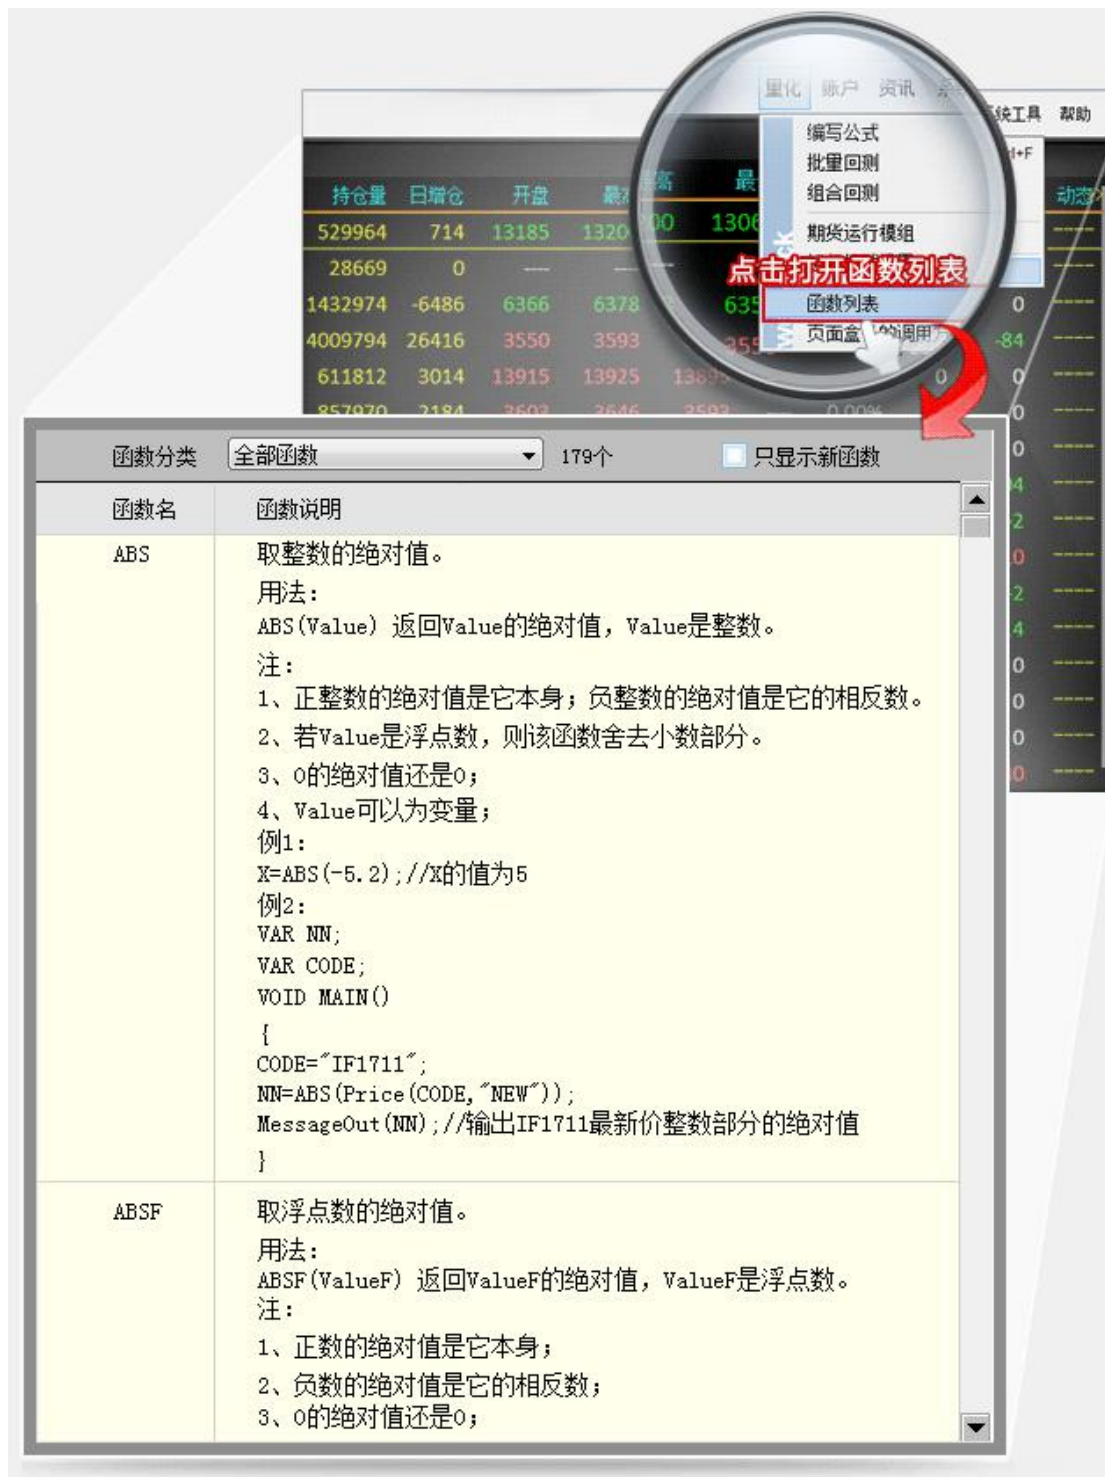 量化 账户 资讯
统工具 帮助
编写公式
批量回测
组合回测
期货运行模组
点击打开函数列表
函数列表
持仓量 日增仓 开盘 动态
529964 714 13185
28669 0 ---- ----
1432974 -6486 6366 6378 0 ----
4009794 26416 3550 3593 -84 ----
611812 3014 13915 13925 0 0 ----
857970 2184 3603 3646 3593 0.00% 0 ----
函数分类 全部函数 179个 只显示新函数
函数名 函数说明
ABS 取整数的绝对值。
用法：
ABS(Value) 返回Value的绝对值，Value是整数。
注：
1、正整数的绝对值是它本身；负整数的绝对值是它的相反数。
2、若Value是浮点数，则该函数舍去小数部分。
3、0的绝对值还是0；
4、Value可以为变量；
例1：
X=ABS(-5.2);//X的值为5
例2：
VAR NN;
VAR CODE;
VOID MAIN()
{
CODE="IF1711";
NN=ABS(Price(CODE,"NEW"));
MessageOut(NN);//输出IF1711最新价整数部分的绝对值
}
ABSF 取浮点数的绝对值。
用法：
ABSF(ValueF) 返回ValueF的绝对值，ValueF是浮点数。
注：
1、正数的绝对值是它本身；
2、负数的绝对值是它的相反数；
3、0的绝对值还是0；